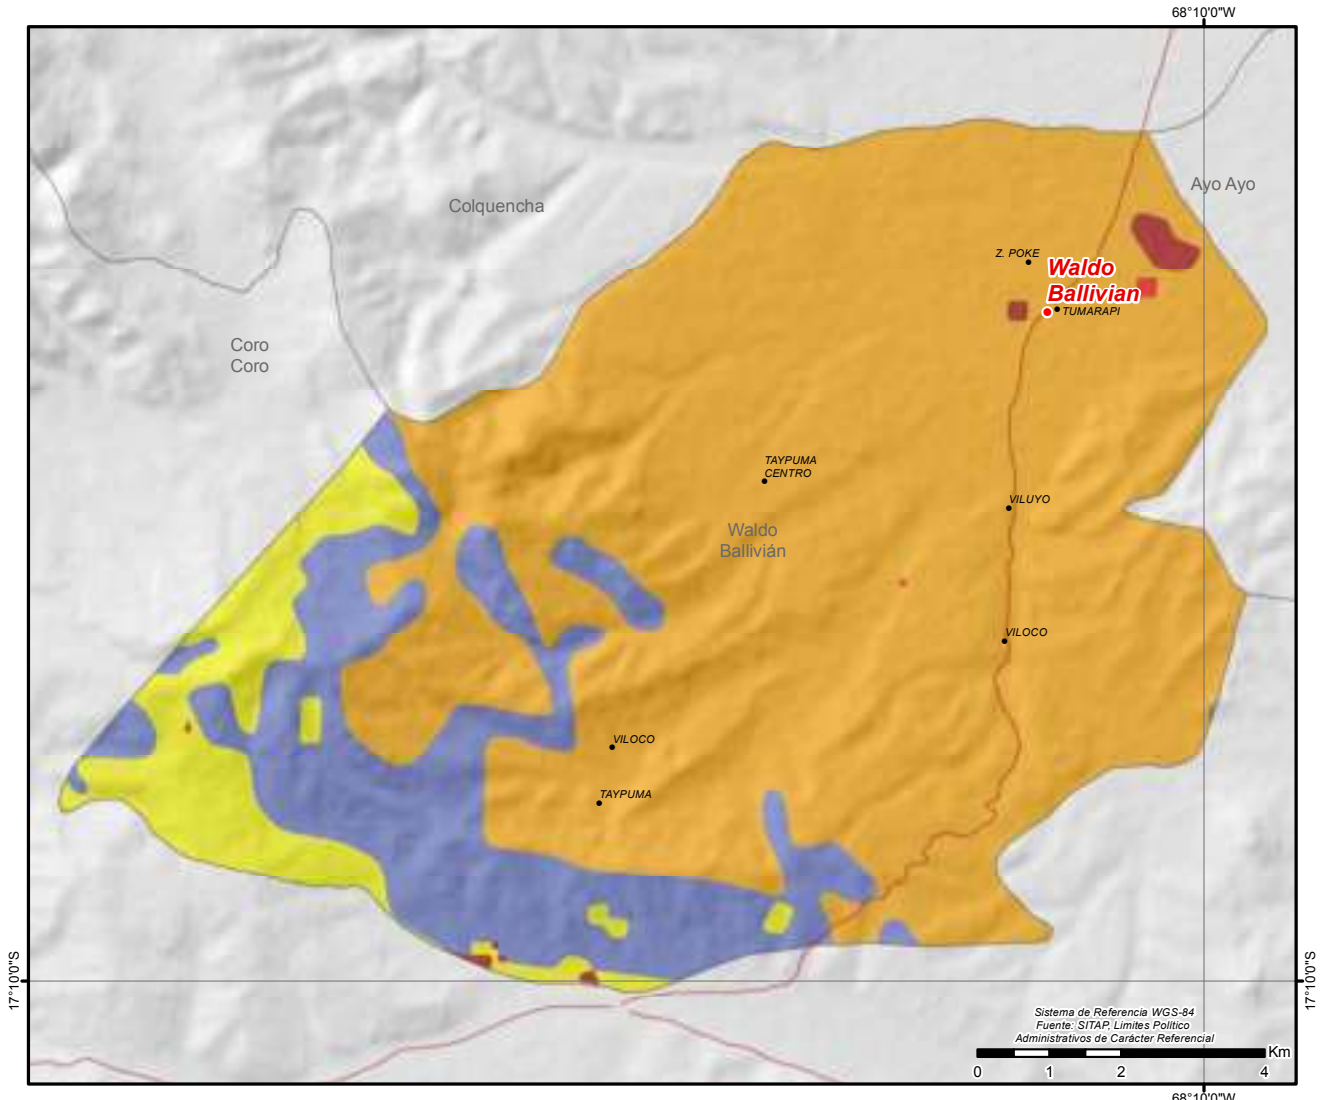 68°10'0"W
Colquencha
Ayo Ayo
Z. POKE
Waldo
Ballivian
TUMARAPI
Coro
Coro
TAYPUMA
CENTRO
VILUYO
Waldo
Ballivián
VILOCO
VILOCO
TAYPUMA
17°10'0"S
17°10'0"S
Sistema de Referencia WGS-84
Fuente: SITAP, Limites Político
Administrativos de Carácter Referencial
Km
0 1 2 4
68°10'0"W